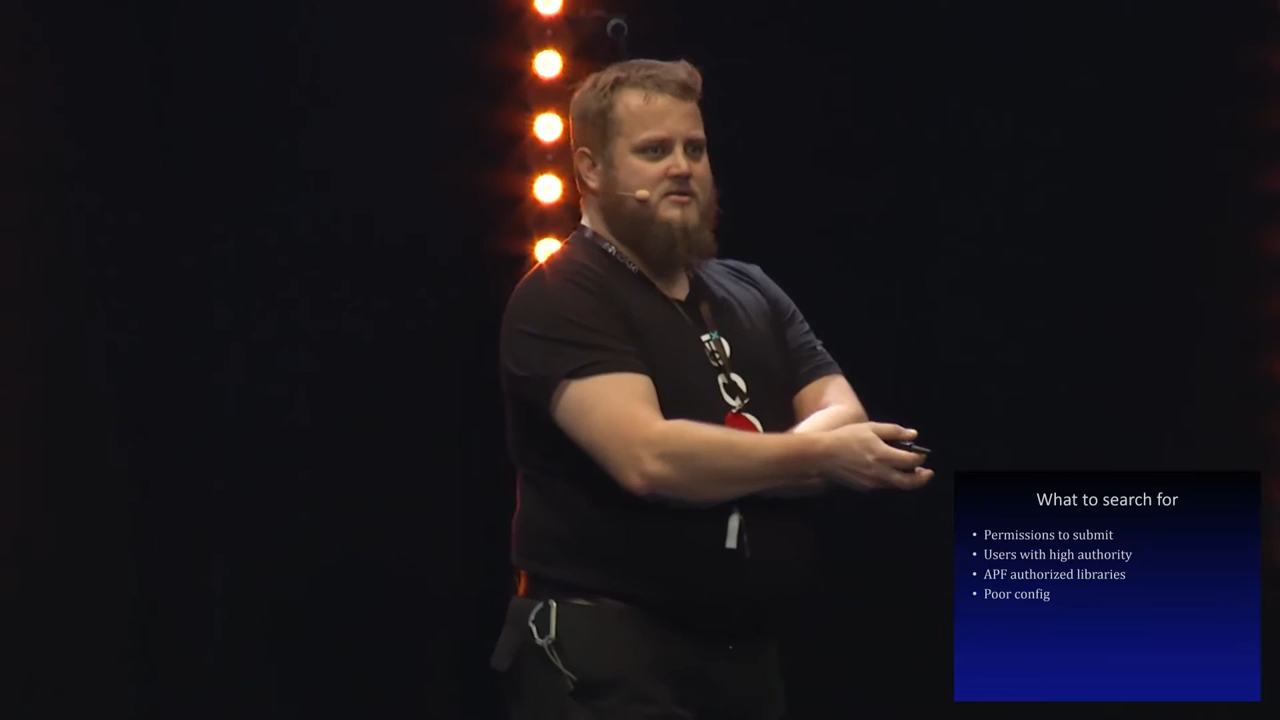 What to search for
• Permissions to submit
• Users with high authority
• APF authorized libraries
• Poor config